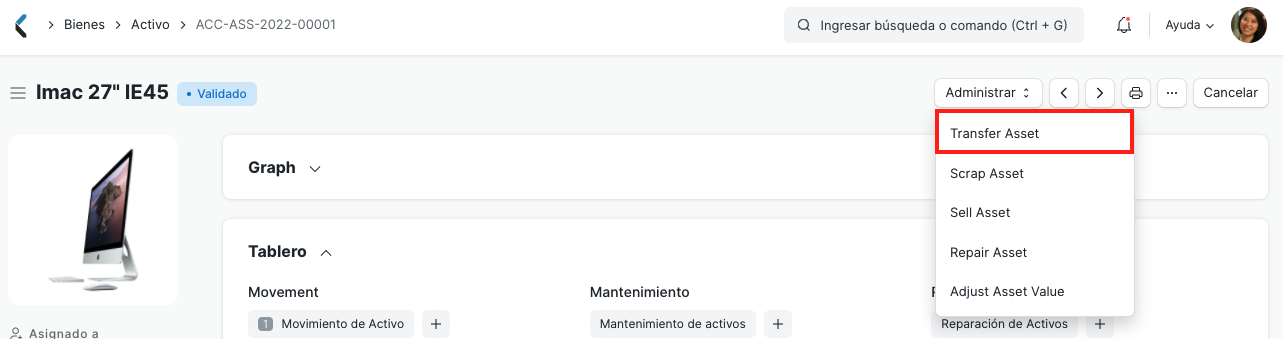 Bienes Activo ACC-ASS-2022-00001 Ingresar búsqueda o comando (Ctrl + G) Ayuda
Imac 27" IE45 • Validado Administrar ... Cancelar
Transfer Asset
Graph
Scrap Asset
Sell Asset
Tablero
Repair Asset
Movement Mantenimiento
Adjust Asset Value
1 Movimiento de Activo + Mantenimiento de activos + Reparación de Activos +
Asignado a